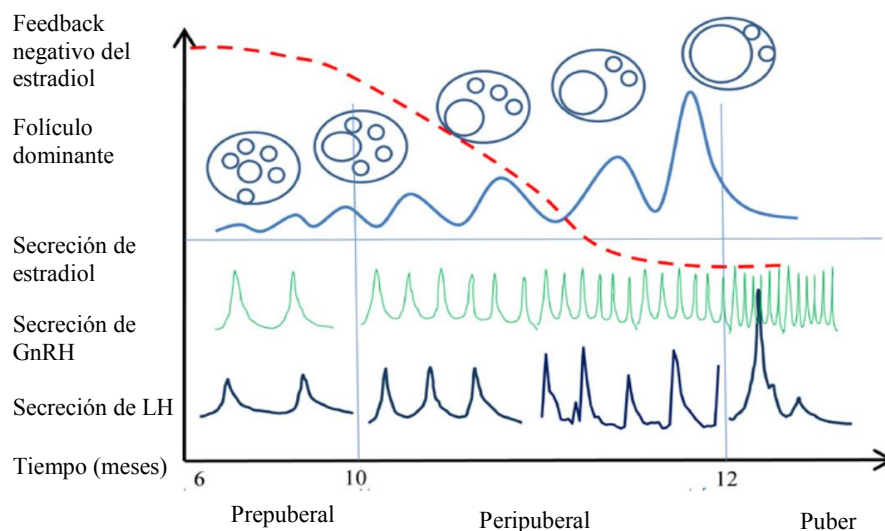 Feedback
negativo del
estradiol
Folículo
dominante
Secreción de
estradiol
Secreción de
GnRH
Secreción de LH
Tiempo (meses)
6
10
12
Prepuberal
Peripuberal
Puber